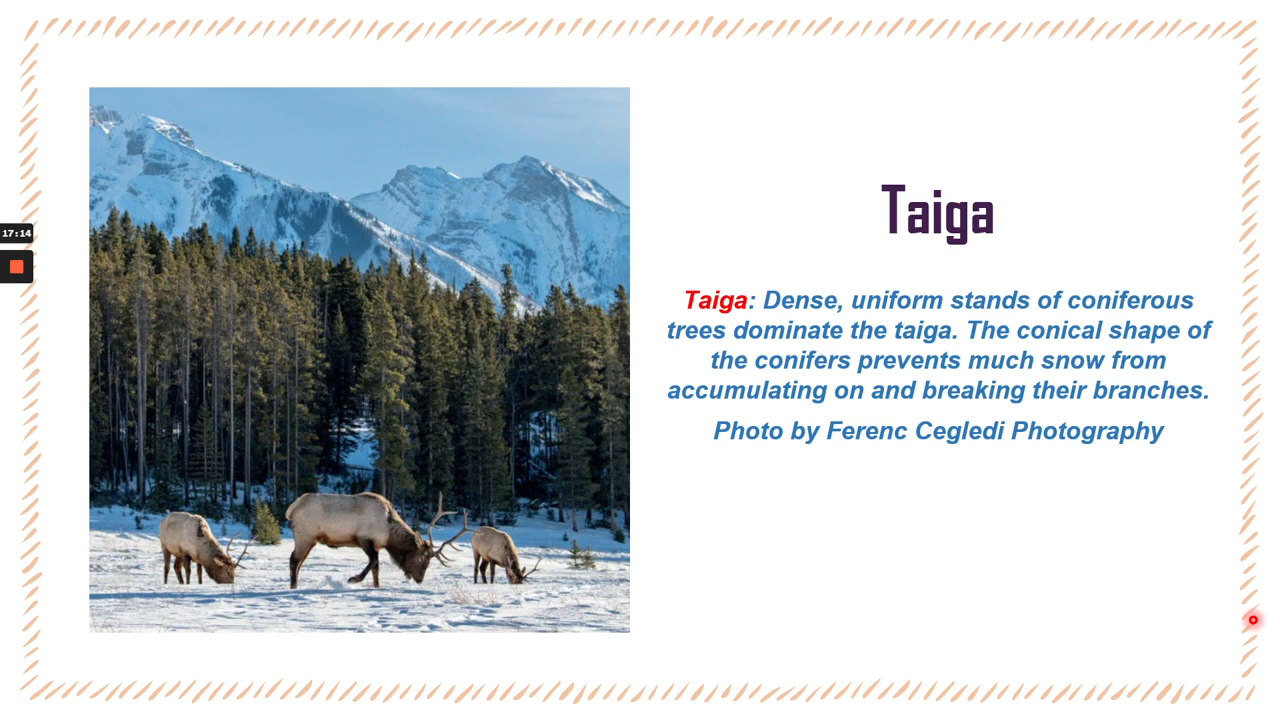 17:14
Taiga
Taiga: Dense, uniform stands of coniferous
trees dominate the taiga. The conical shape of
the conifers prevents much snow from
accumulating on and breaking their branches.
Photo by Ferenc Cegledi Photography